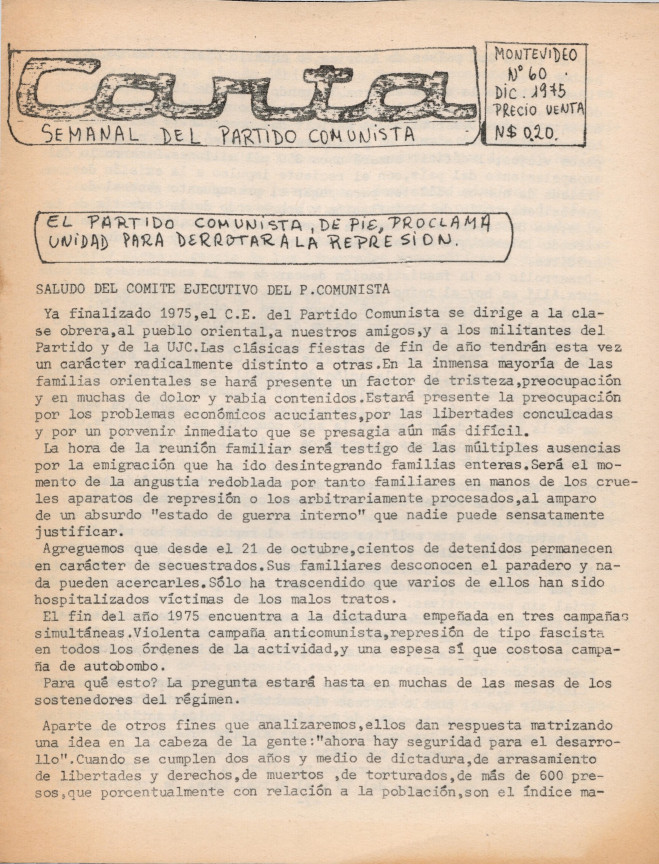 Carta
SEMANAL DEL PARTIDO COMUNISTA
MONTEVIDEO
Nº 60
DIC. 1975
PRECIO VENTA
N$ 0,20.
EL PARTIDO COMUNISTA, DE PIE, PROCLAMA
UNIDAD PARA DERROTAR A LA REPRESION.
SALUDO DEL COMITE EJECUTIVO DEL P.COMUNISTA
Ya finalizado 1975,el C.E. del Partido Comunista se dirige a la cla-
se obrera,al pueblo oriental,a nuestros amigos,y a los militantes del
Partido y de la UJC.Las clásicas fiestas de fin de año tendrán esta vez
un carácter radicalmente distinto a otras.En la inmensa mayoría de las
familias orientales se hará presente un factor de tristeza,preocupación
y en muchas de dolor y rabia contenidos.Estará presente la preocupación
por los problemas económicos acuciantes,por las libertades conculcadas
y por un porvenir inmediato que se presagia aún más difícil.
La hora de la reunión familiar será testigo de las múltiples ausencias
por la emigración que ha ido desintegrando familias enteras.Será el mo-
mento de la angustia redoblada por tanto familiares en manos de los crue-
les aparatos de represión o los arbitrariamente procesados,al amparo
de un absurdo "estado de guerra interno" que nadie puede sensatamente
justificar.
Agreguemos que desde el 21 de octubre,cientos de detenidos permanecen
en carácter de secuestrados.Sus familiares desconocen el paradero y na-
da pueden acercarles.Sólo ha trascendido que varios de ellos han sido
hospitalizados víctimas de los malos tratos.
El fin del año 1975 encuentra a la dictadura empeñada en tres campañas
simultáneas.Violenta campaña anticomunista,represión de tipo fascista
en todos los órdenes de la actividad,y una espesa sí que costosa campa-
ña de autobombo.
Para qué esto? La pregunta estará hasta en muchas de las mesas de los
sostenedores del régimen.
Aparte de otros fines que analizaremos,ellos dan respuesta matrizando
una idea en la cabeza de la gente:"ahora hay seguridad para el desarro-
llo".Cuando se cumplen dos años y medio de dictadura,de arrasamiento
de libertades y derechos,de muertos ,de torturados,de más de 600 pre-
sos,que porcentualmente con relación a la población,son el índice ma-